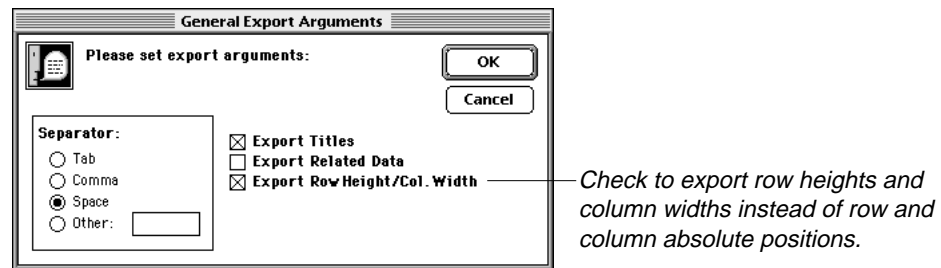 General Export Arguments
Please set export arguments:
OK
Cancel
Separator:
Tab
Comma
Space
Other:
Export Titles
Export Related Data
Export Row Height/Col. Width
Check to export row heights and
column widths instead of row and
column absolute positions.